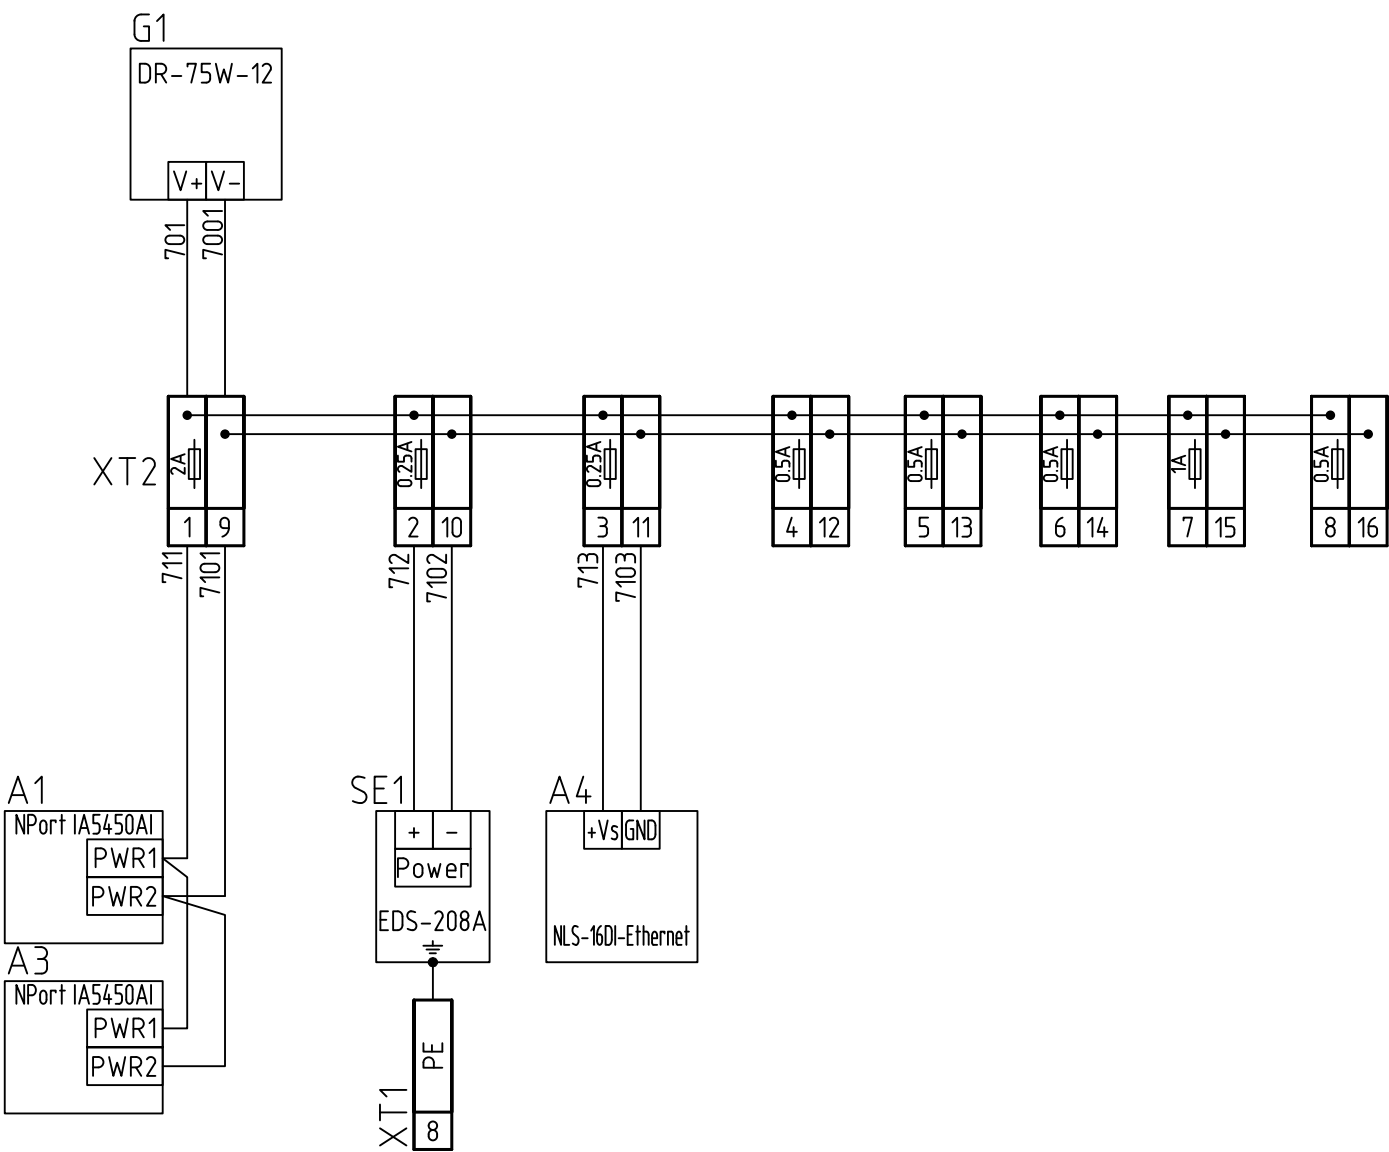 G1
DR-75W-12
V+ V-
701 7001
XT2
2A 0.25A 0.25A 0.5A 0.5A 0.5A 1A 0.5A
1 9 2 10 3 11 4 12 5 13 6 14 7 15 8 16
711 7101 712 7102 713 7103
A1
NPort IA5450AI
PWR1
PWR2
A3
NPort IA5450AI
PWR1
PWR2
SE1
+ -
Power
EDS-208A
XT1
PE
8
A4
+Vs GND
NLS-16DI-Ethernet